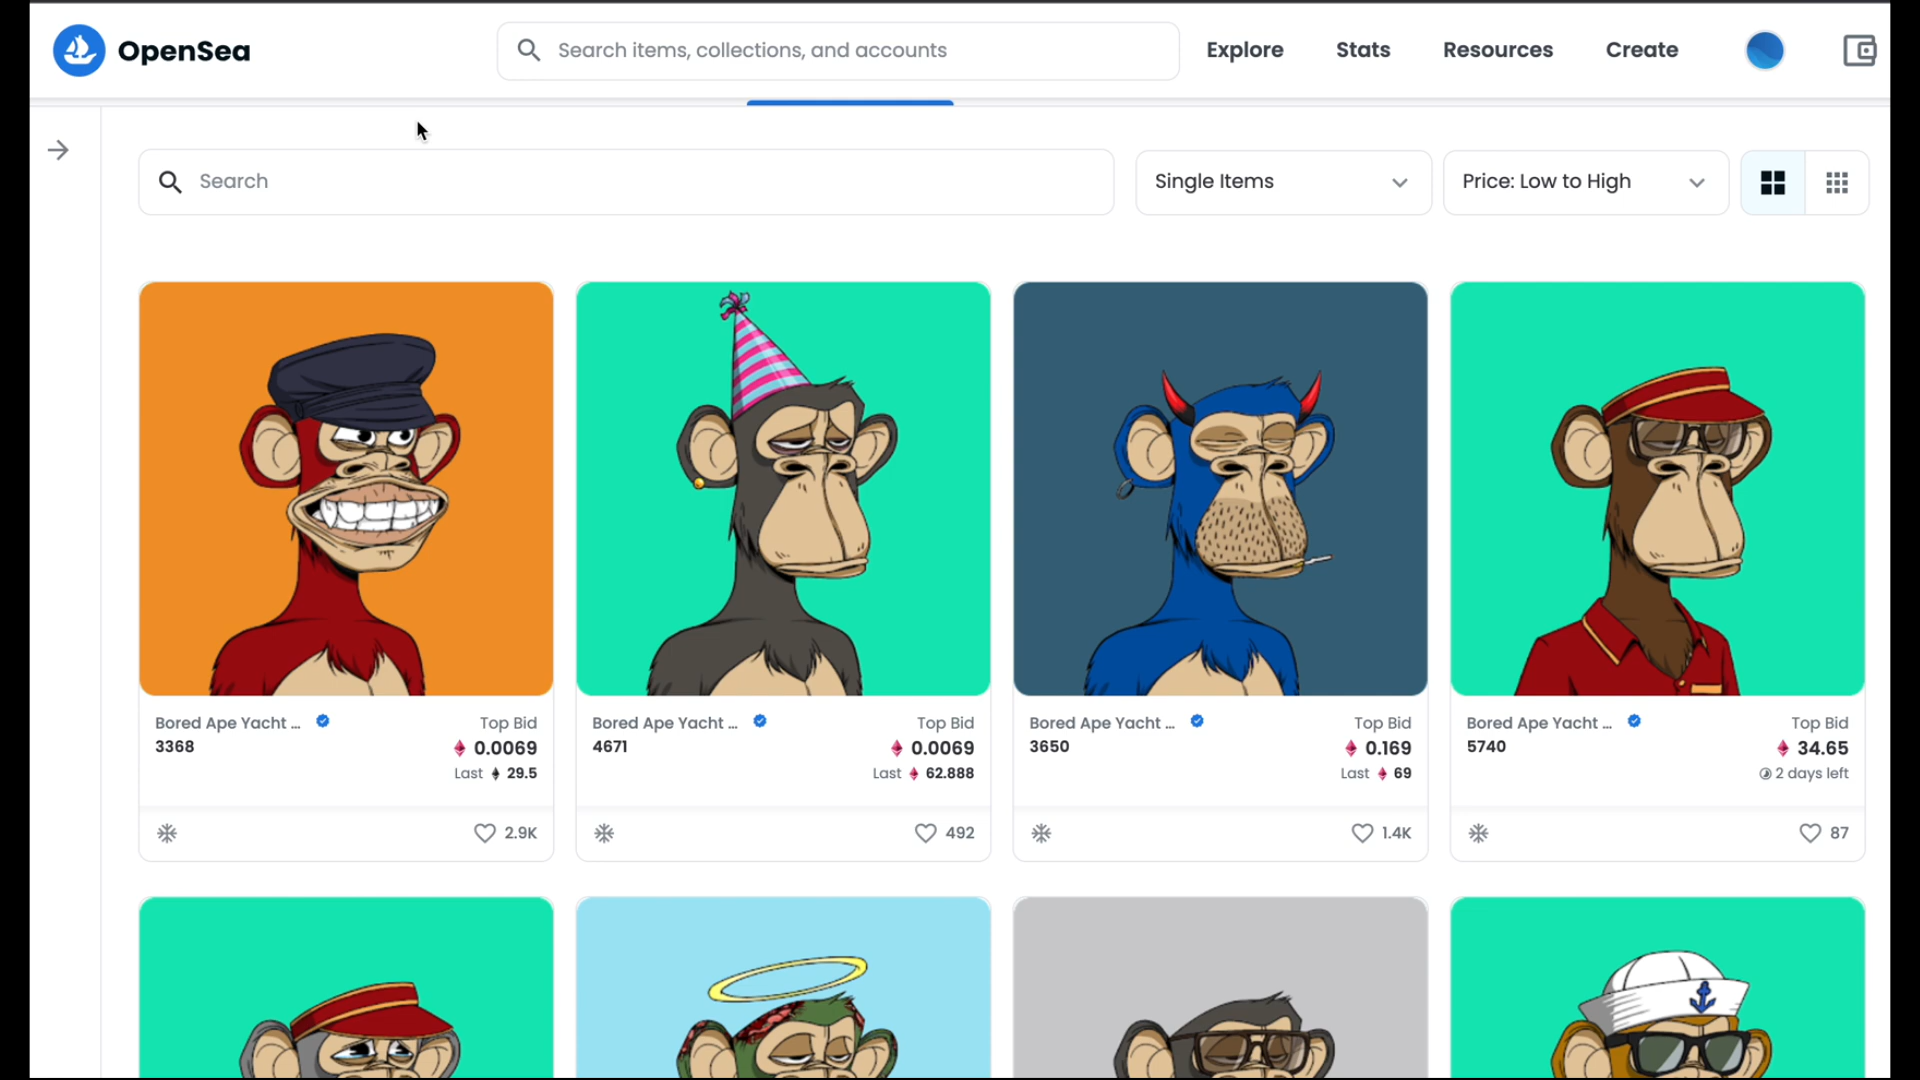 OpenSea
Search items, collections, and accounts
Explore
Stats
Resources
Create
Search
Single Items
Price: Low to High
Bored Ape Yacht ...
3368
Top Bid
0.0069
Last 29.5
2.9K
Bored Ape Yacht ...
4671
Top Bid
0.0069
Last 62.888
492
Bored Ape Yacht ...
3650
Top Bid
0.169
Last 69
1.4K
Bored Ape Yacht ...
5740
Top Bid
34.65
2 days left
87